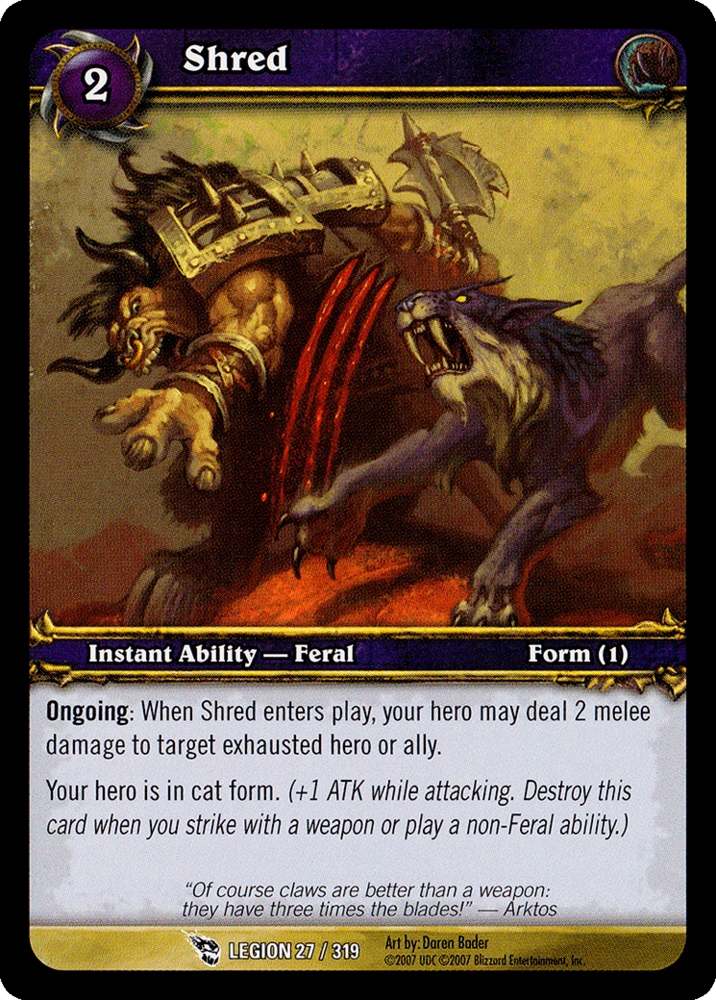 2
Shred
Instant Ability — Feral
Form (1)
Ongoing: When Shred enters play, your hero may deal 2 melee
damage to target exhausted hero or ally.
Your hero is in cat form. (+1 ATK while attacking. Destroy this
card when you strike with a weapon or play a non-Feral ability.)
"Of course claws are better than a weapon:
they have three times the blades!" — Arktos
LEGION 27 / 319
Art by: Daren Bader
©2007 UDC ©2007 Blizzard Entertainment, Inc.